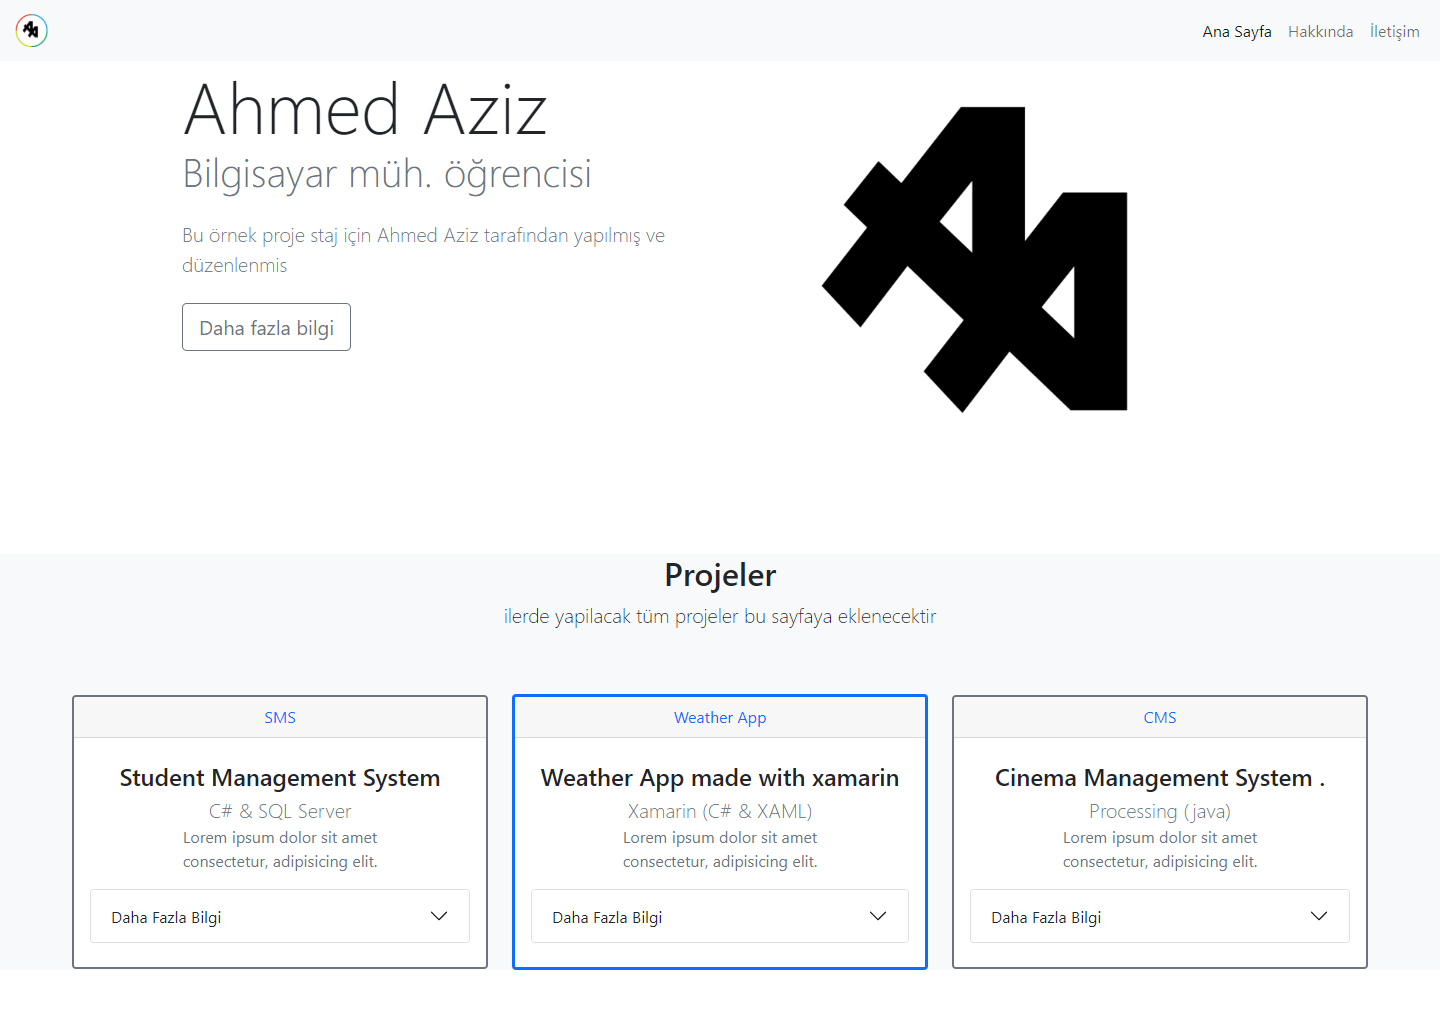 Ana Sayfa Hakkında İletişim
Ahmed Aziz
Bilgisayar müh. öğrencisi
Bu örnek proje staj için Ahmed Aziz tarafından yapılmış ve
düzenlenmis
Daha fazla bilgi
Projeler
ilerde yapilacak tüm projeler bu sayfaya eklenecektir
SMS
Student Management System
C# & SQL Server
Lorem ipsum dolor sit amet
consectetur, adipisicing elit.
Daha Fazla Bilgi
Weather App
Weather App made with xamarin
Xamarin (C# & XAML)
Lorem ipsum dolor sit amet
consectetur, adipisicing elit.
Daha Fazla Bilgi
CMS
Cinema Management System .
Processing (java)
Lorem ipsum dolor sit amet
consectetur, adipisicing elit.
Daha Fazla Bilgi